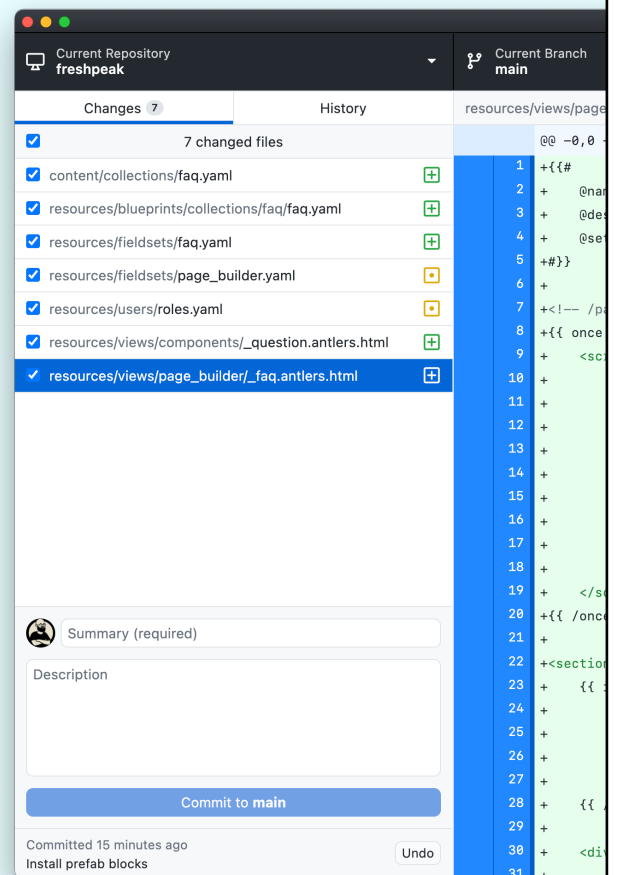 Current Repository
freshpeak
Current Branch
main
Changes 7
History
resources/views/page
7 changed files
content/collections/faq.yaml
resources/blueprints/collections/faq/faq.yaml
resources/fieldsets/faq.yaml
resources/fieldsets/page_builder.yaml
resources/users/roles.yaml
resources/views/components/_question.antlers.html
resources/views/page_builder/_faq.antlers.html
Summary (required)
Description
Commit to main
Committed 15 minutes ago
Install prefab blocks
Undo
@@ -0,0
1 +{{#
2 + @nam
3 + @des
4 + @set
5 +#}}
6 +
7 +<!-- /pa
8 +{{ once
9 + <sc
10 +
11 +
12 +
13 +
14 +
15 +
16 +
17 +
18 +
19 + </s
20 +{{ /once
21 +
22 +<section
23 + {{
24 +
25 +
26 +
27 +
28 + {{ /
29 +
30 + <div
31 +